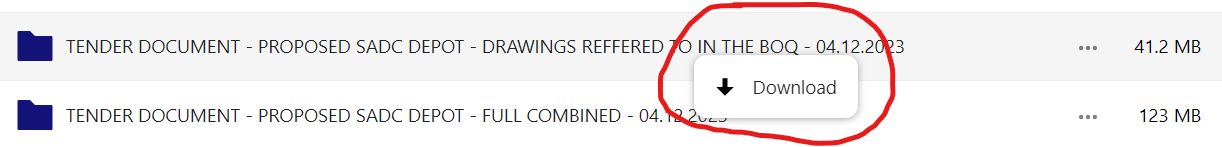 TENDER DOCUMENT - PROPOSED SADC DEPOT - DRAWINGS REFFERED TO IN THE BOQ - 04.12.2023 ... 41.2 MB
Download
TENDER DOCUMENT - PROPOSED SADC DEPOT - FULL COMBINED - 04.12.2023 ... 123 MB